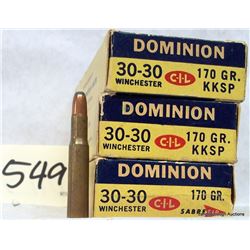 DOMINION
30-30 C-I-L 170 GR.
WINCHESTER KKSP
DOMINION
30-30 C-I-L 170 GR.
WINCHESTER KKSP
549
DOMINION
30-30 C-I-L 170 GR.
WINCHESTER